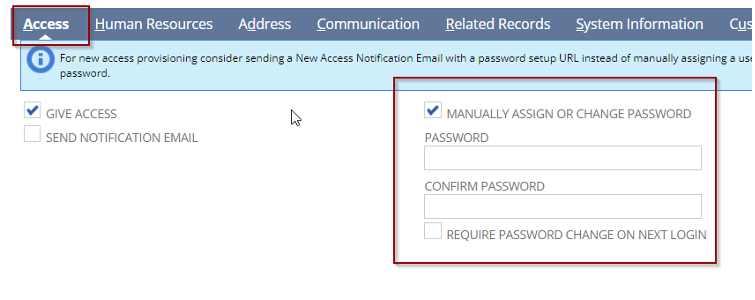 Access Human Resources Address Communication Related Records System Information
For new access provisioning consider sending a New Access Notification Email with a password setup URL instead of manually assigning a
password.
GIVE ACCESS
SEND NOTIFICATION EMAIL
MANUALLY ASSIGN OR CHANGE PASSWORD
PASSWORD
CONFIRM PASSWORD
REQUIRE PASSWORD CHANGE ON NEXT LOGIN